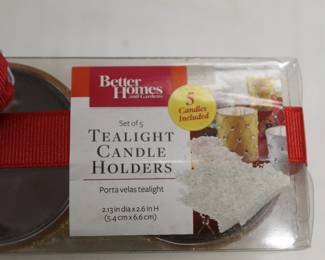 Better
Homes
and Gardens
5
Candles
Included
Set of 5
TEALIGHT
CANDLE
HOLDERS
Porta velas tealight
2.13 in dia x 2.6 in H
(5.4 cm x 6.6 cm)